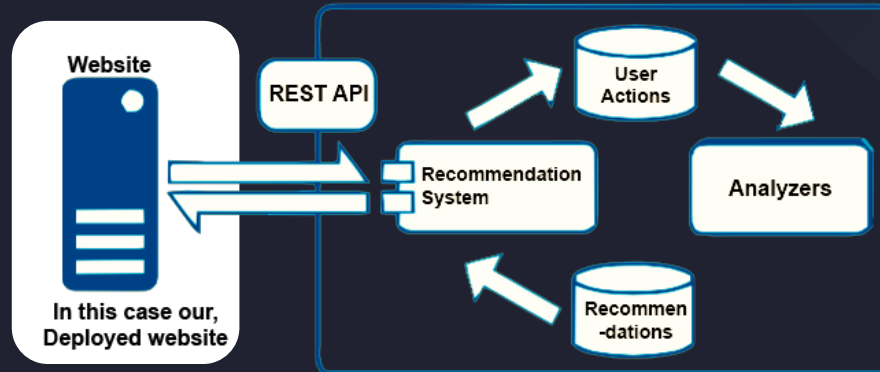 Website
In this case our,
Deployed website
REST API
Recommendation
System
User
Actions
Analyzers
Recommen
-dations